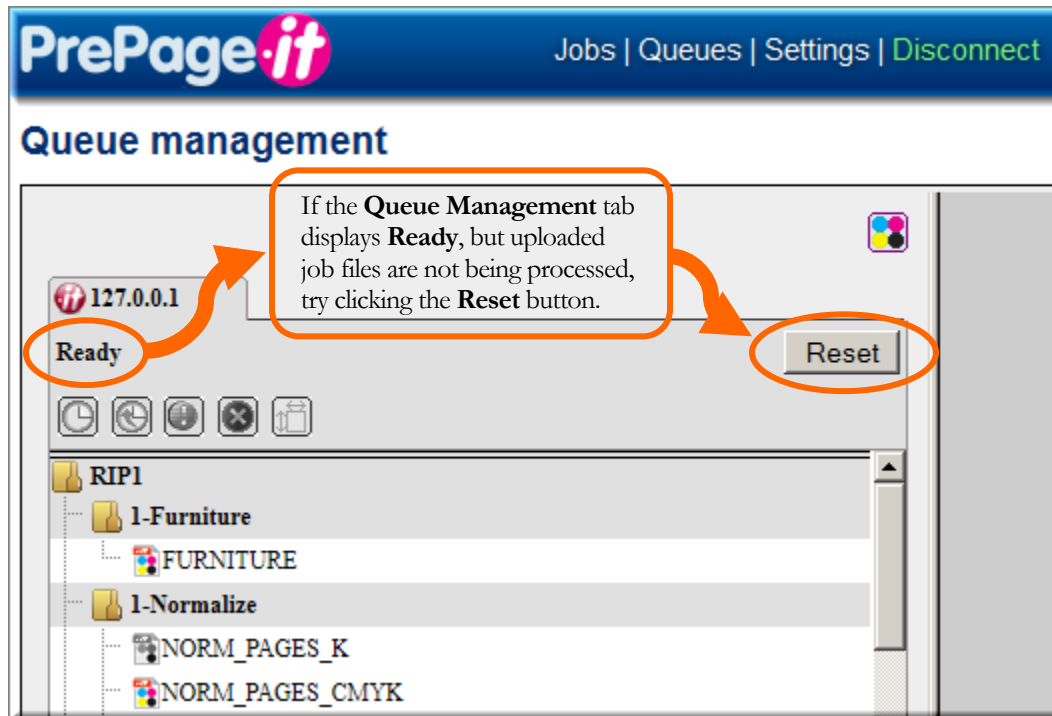 PrePage·it
Jobs | Queues | Settings | Disconnect
Queue management
If the Queue Management tab
displays Ready, but uploaded
job files are not being processed,
try clicking the Reset button.
it 127.0.0.1
Ready
Reset
RIP1
1-Furniture
FURNITURE
1-Normalize
NORM_PAGES_K
NORM_PAGES_CMYK